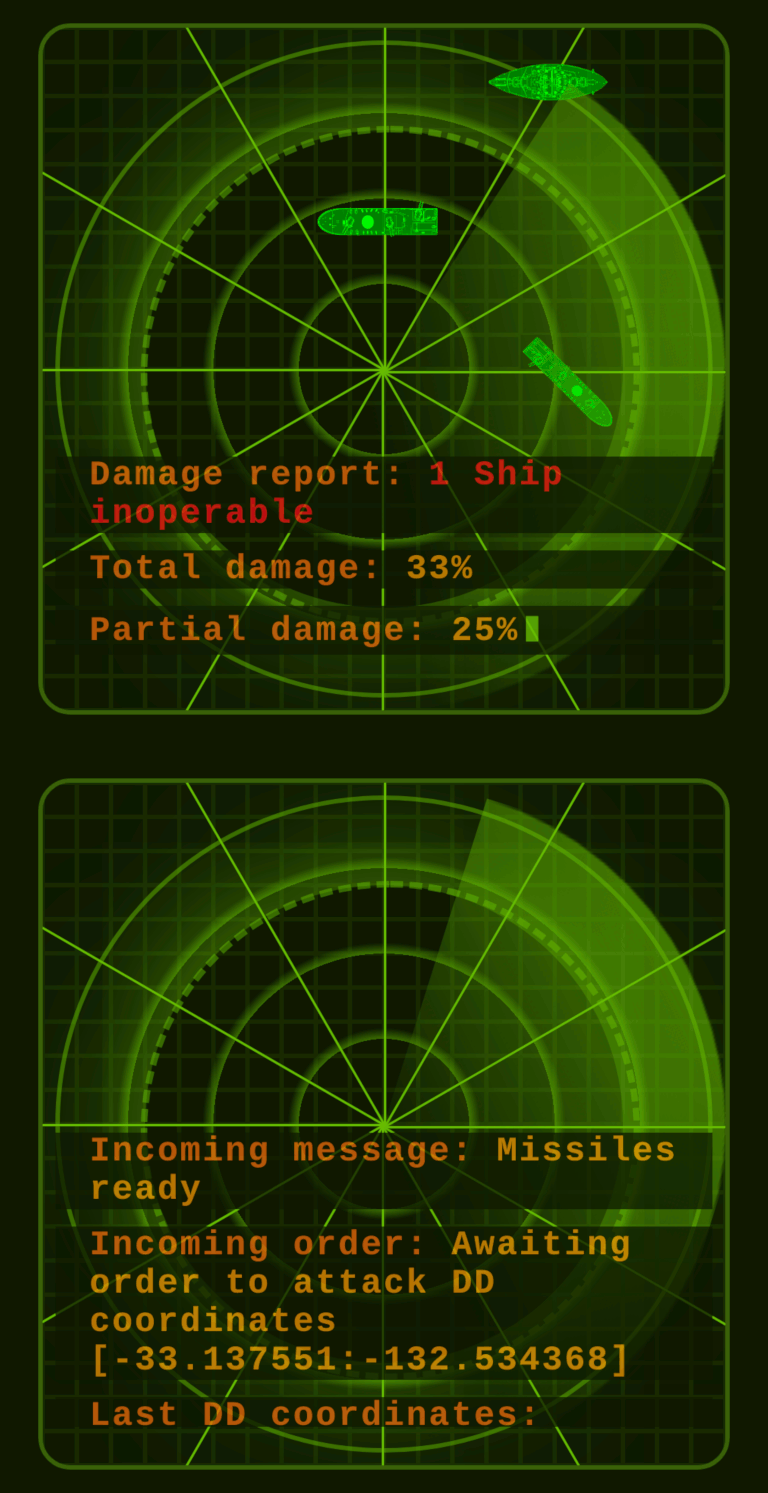 Damage report: 1 Ship
inoperable
Total damage: 33%
Partial damage: 25%
Incoming message: Missiles
ready
Incoming order: Awaiting
order to attack DD
coordinates
[-33.137551:-132.534368]
Last DD coordinates: